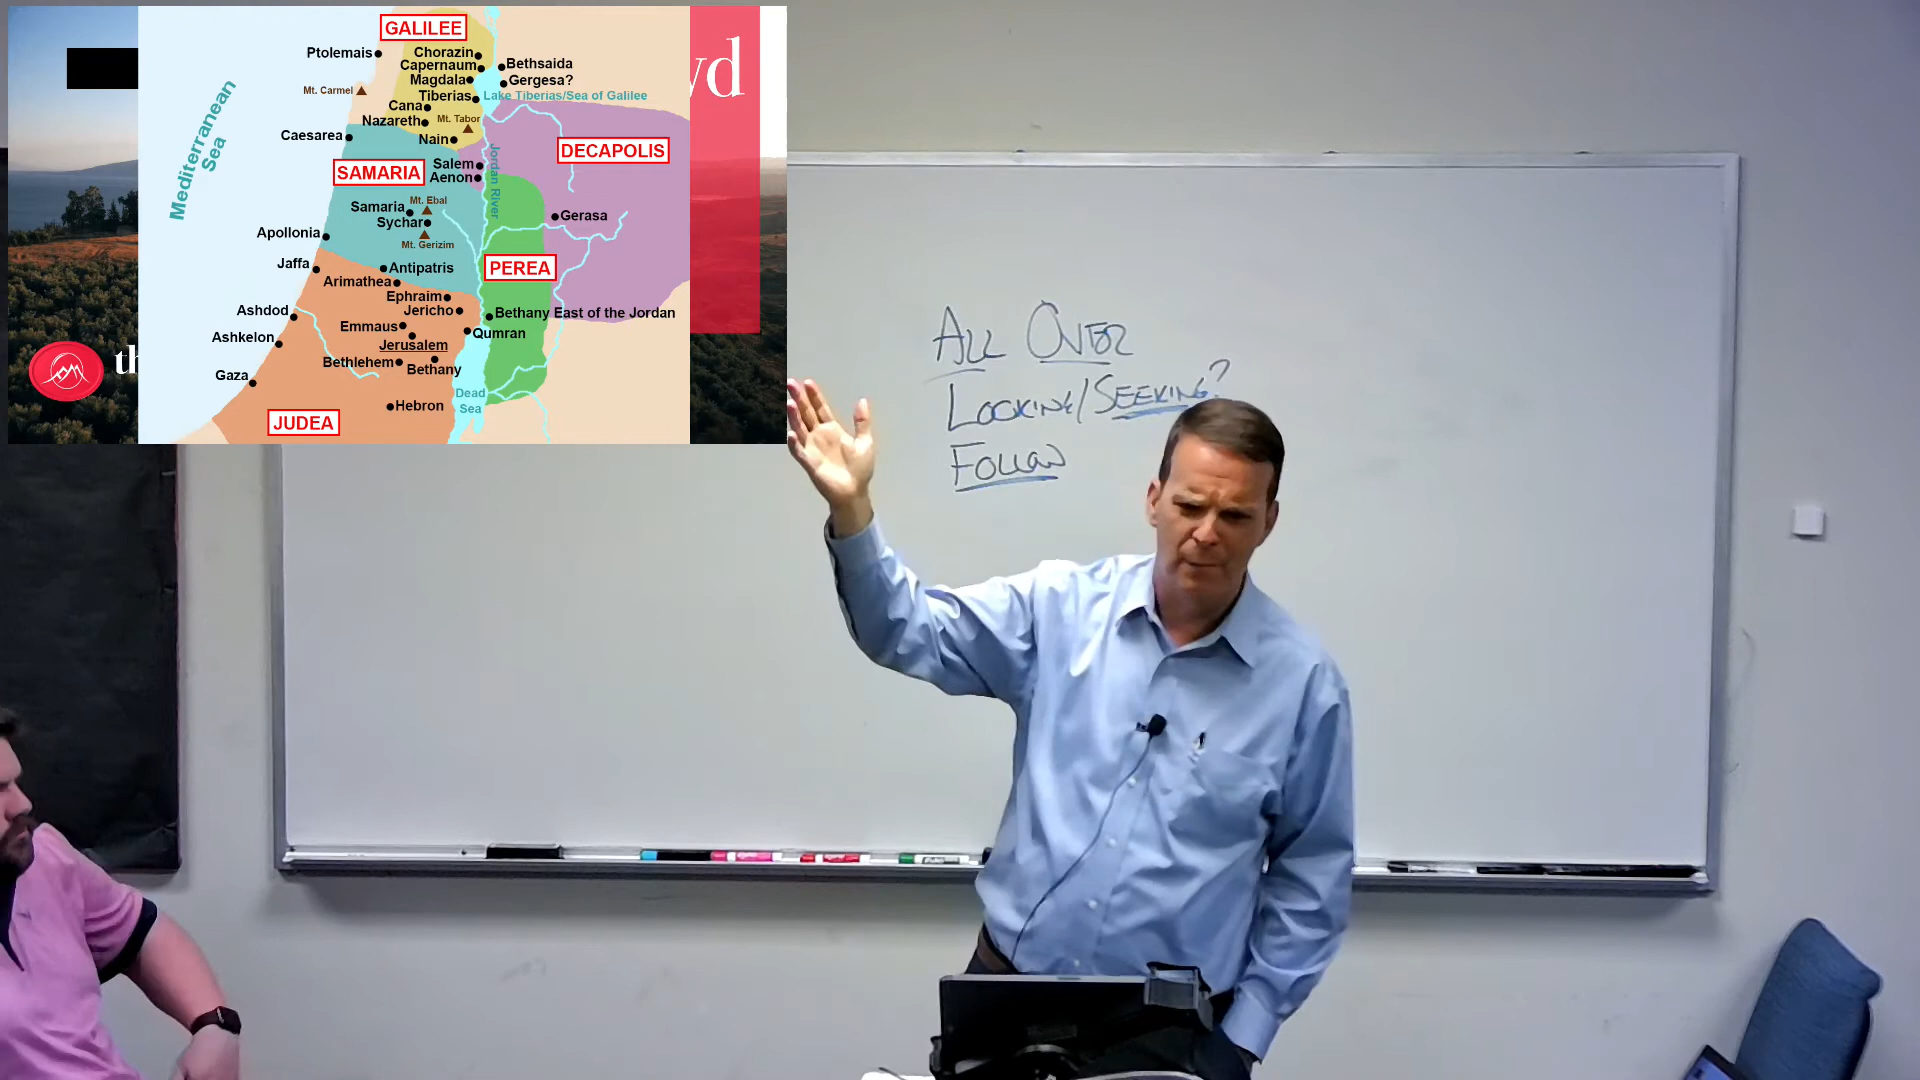 GALILEE
Ptolemais
Chorazin
Capernaum
Bethsaida
Magdala
Gergesa?
Mt. Carmel
Tiberias
Lake Tiberias/Sea of Galilee
Cana
Nazareth
Mt. Tabor
Caesarea
Nain
DECAPOLIS
Mediterranean
Sea
SAMARIA
Salem
Aenon
Jordan River
Samaria
Mt. Ebal
Sychar
Gerasa
Apollonia
Mt. Gerizim
Jaffa
Antipatris
PEREA
Arimathea
Ephraim
Ashdod
Jericho
Bethany East of the Jordan
Emmaus
Qumran
Ashkelon
Jerusalem
Bethlehem
Bethany
Gaza
Dead
Sea
Hebron
JUDEA
ALL OVER
LOOKING/SEEKING?
FOLLOW